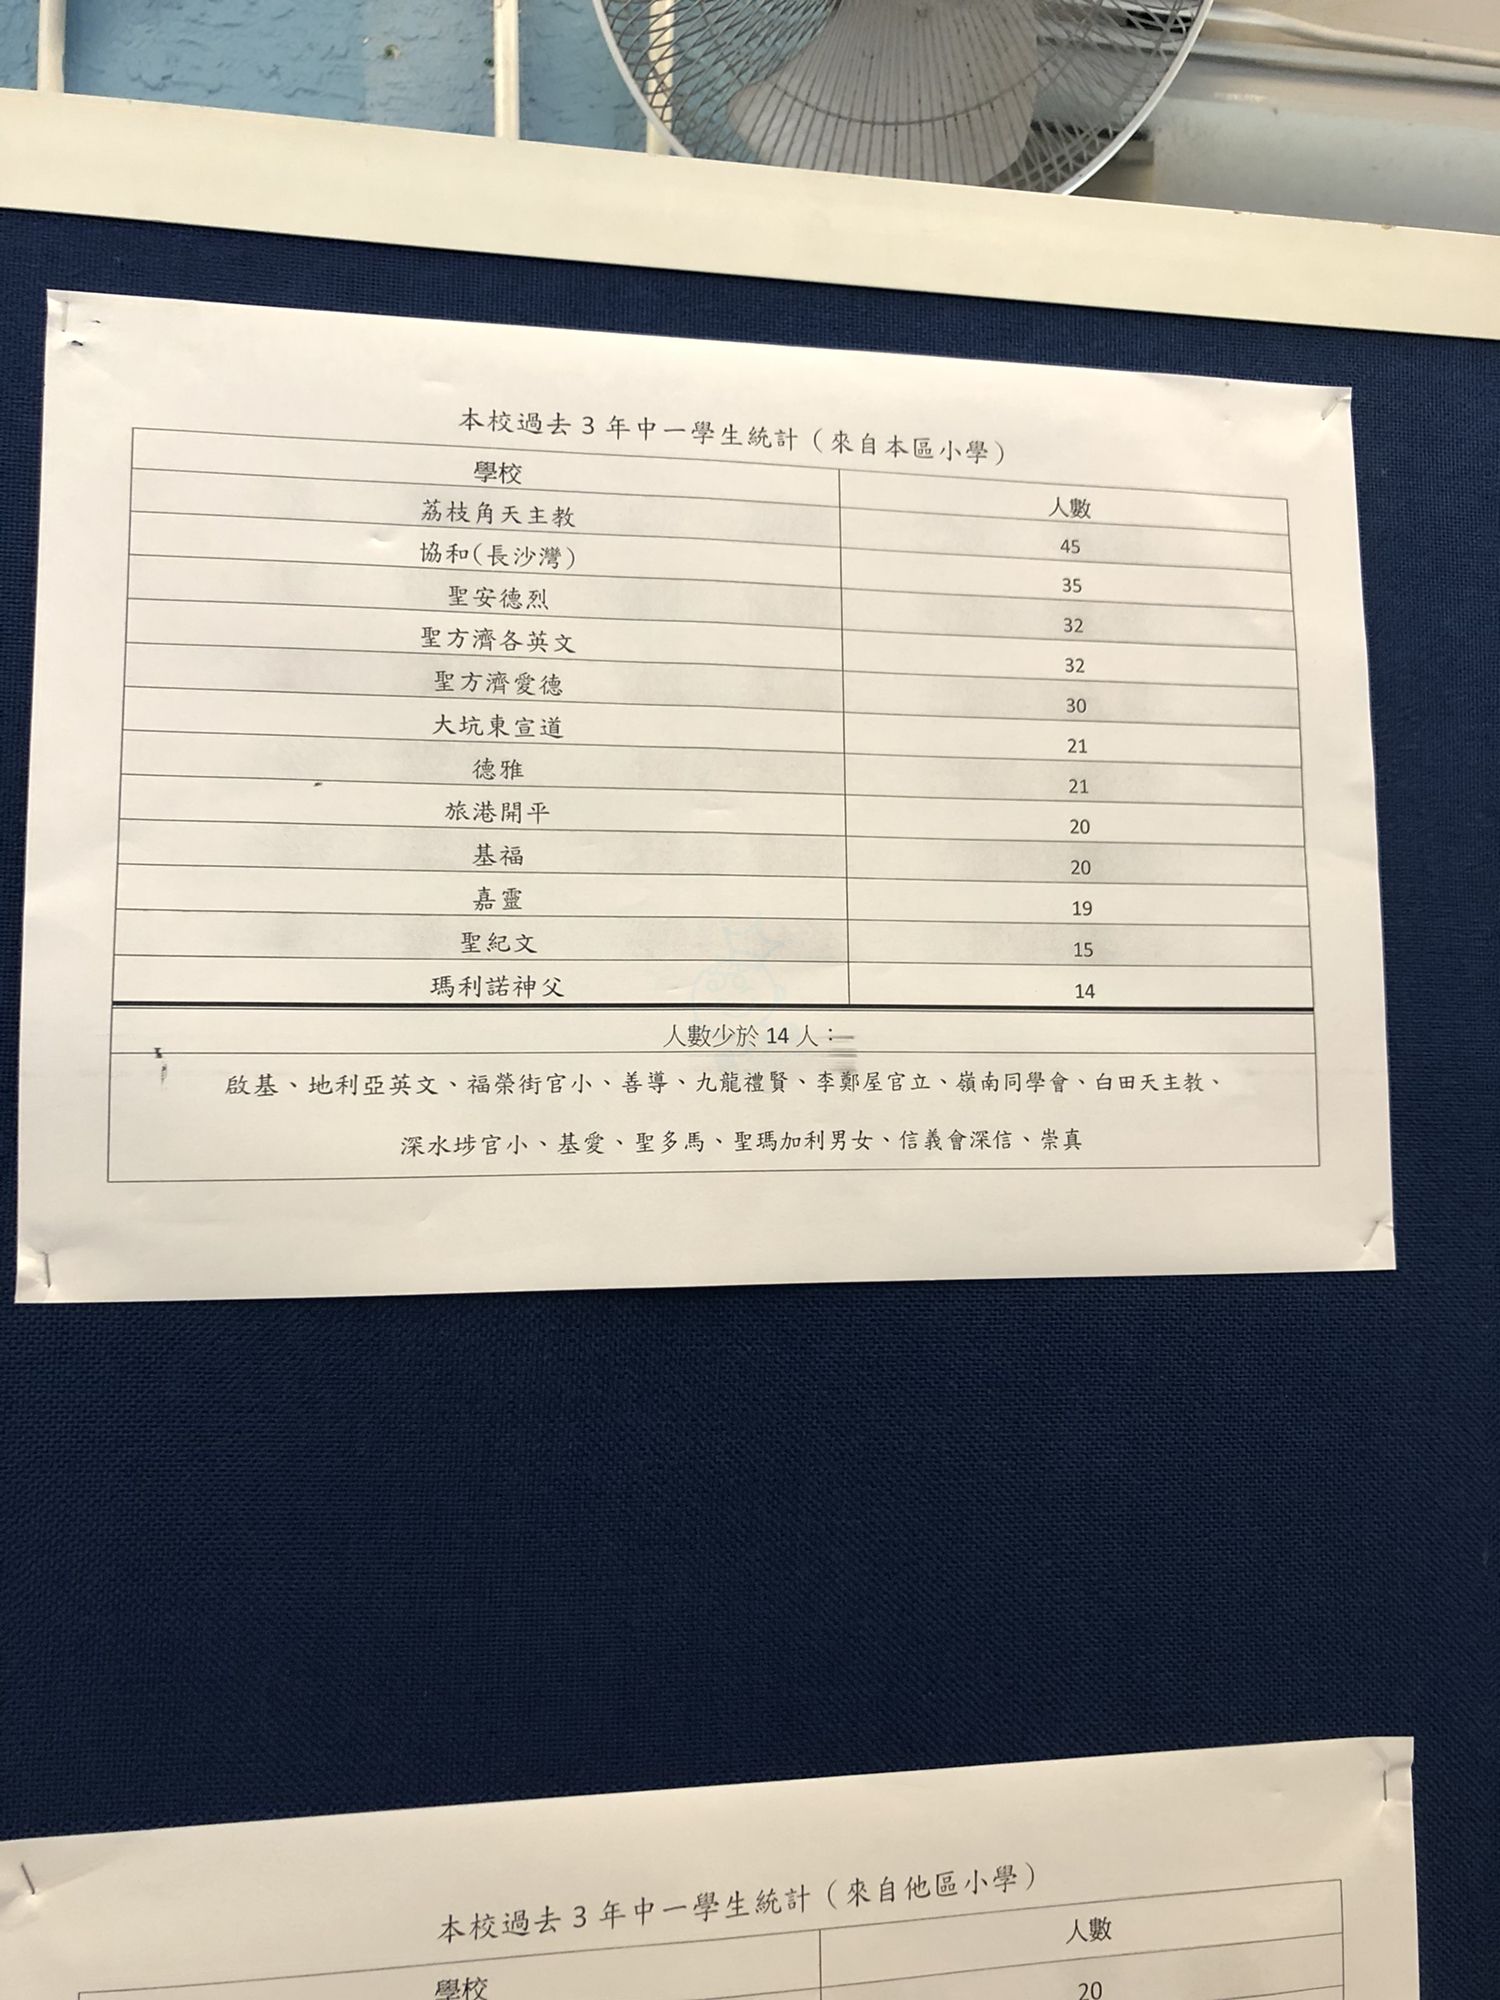 本校過去 3 年中一學生統計（來自本區小學）
學校 人數
荔枝角天主教 45
協和(長沙灣) 35
聖安德烈 32
聖方濟各英文 32
聖方濟愛德 30
大坑東宣道 21
德雅 21
旅港開平 20
基福 20
嘉靈 19
聖紀文 15
瑪利諾神父 14
人數少於 14 人：
啟基、地利亞英文、福榮街官小、善導、九龍禮賢、李鄭屋官立、嶺南同學會、白田天主教、
深水埗官小、基愛、聖多馬、聖瑪加利男女、信義會深信、崇真
本校過去 3 年中一學生統計（來自他區小學）
學校 人數
20